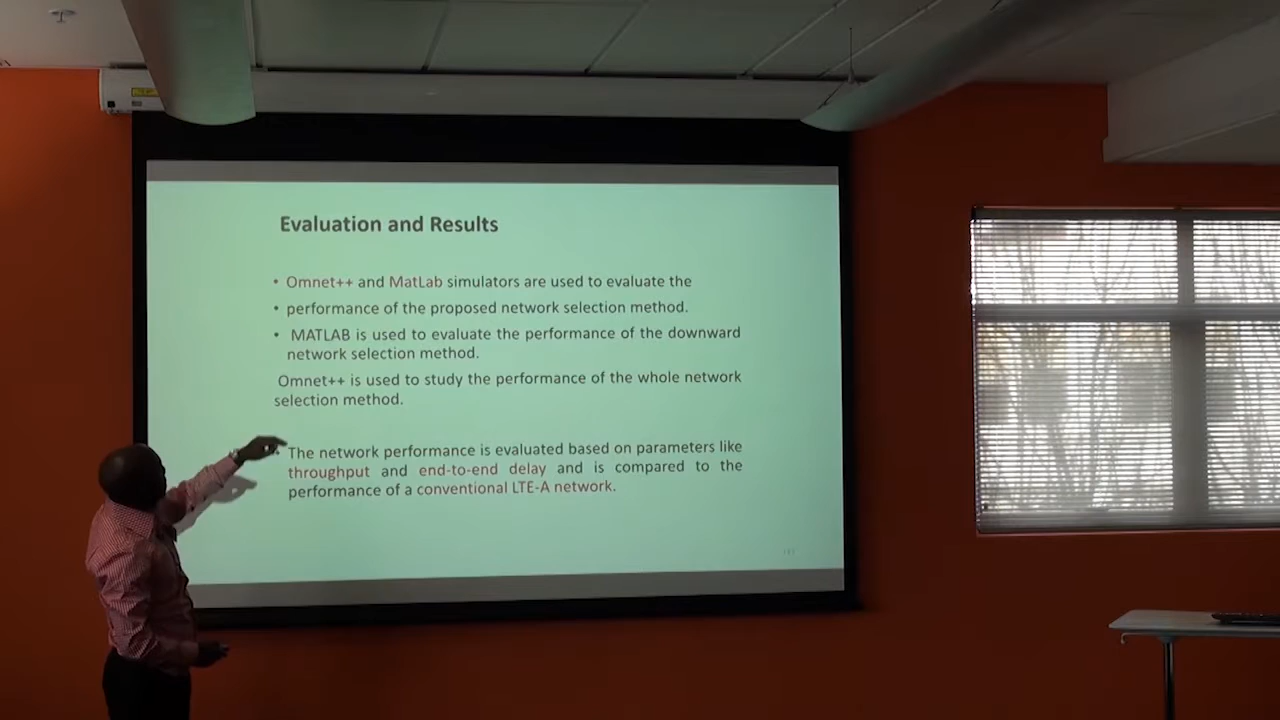 Evaluation and Results
• Omnet++ and MatLab simulators are used to evaluate the
• performance of the proposed network selection method.
• MATLAB is used to evaluate the performance of the downward
network selection method.
Omnet++ is used to study the performance of the whole network
selection method.
• The network performance is evaluated based on parameters like
throughput and end-to-end delay and is compared to the
performance of a conventional LTE-A network.